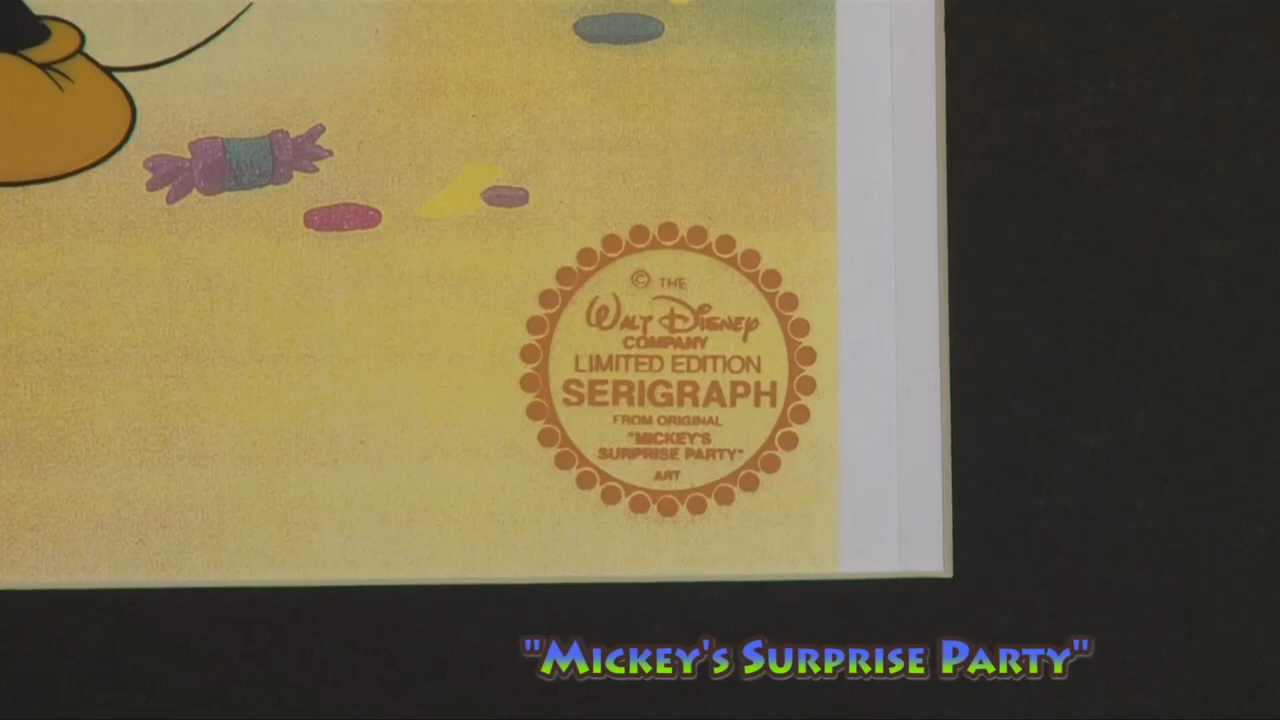 © THE
WALT DISNEY
COMPANY
LIMITED EDITION
SERIGRAPH
FROM ORIGINAL
"MICKEY'S
SURPRISE PARTY"
ART
"MICKEY'S SURPRISE PARTY"